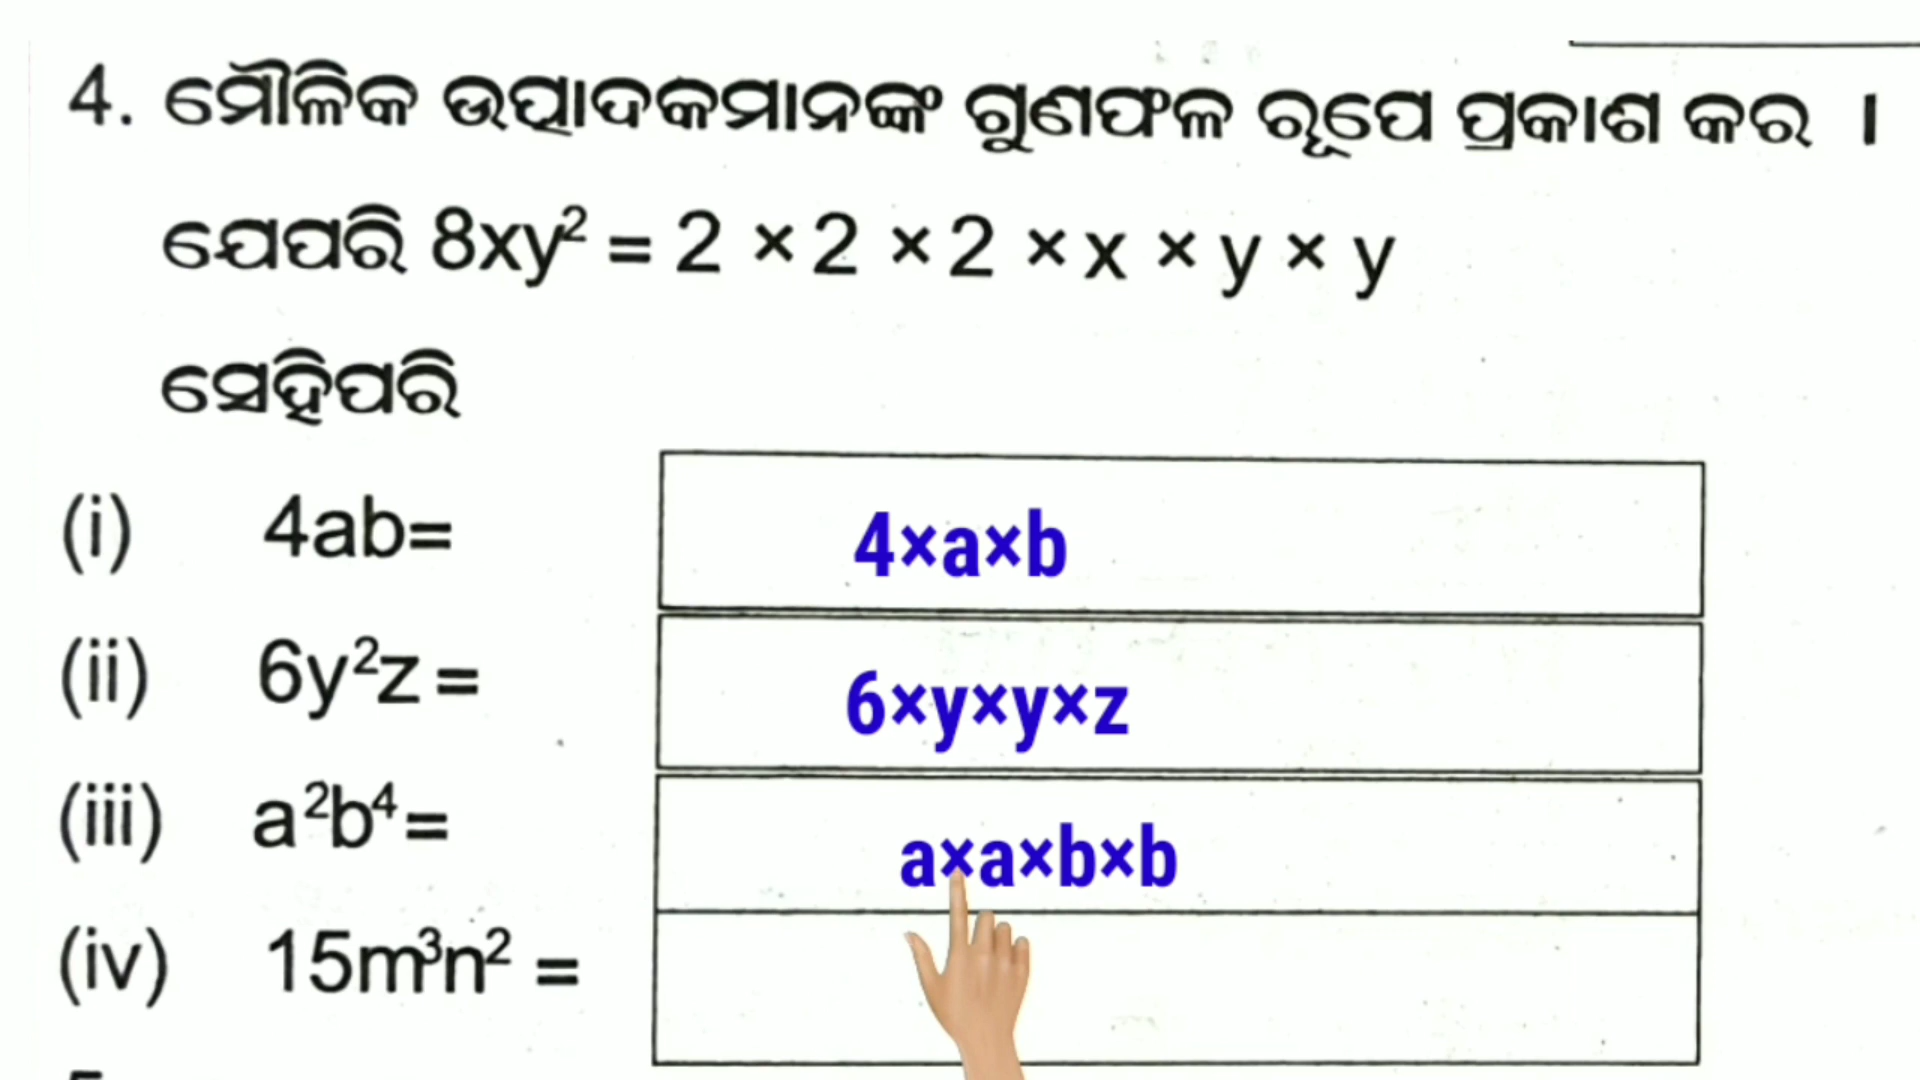 4. ମୌଳିକ ଉତ୍ପାଦକମାନଙ୍କ ଗୁଣଫଳ ରୂପେ ପ୍ରକାଶ କର ।
ଯେପରି 8xy² = 2 × 2 × 2 × x × y × y
ସେହିପରି
(i) 4ab= 4×a×b
(ii) 6y²z = 6×y×y×z
(iii) a²b⁴= a×a×b×b
(iv) 15m³n² =